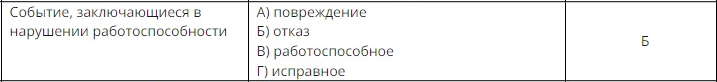 Событие, заключающиеся в
нарушении работоспособности
А) повреждение
Б) отказ
В) работоспособное
Г) исправное
Б